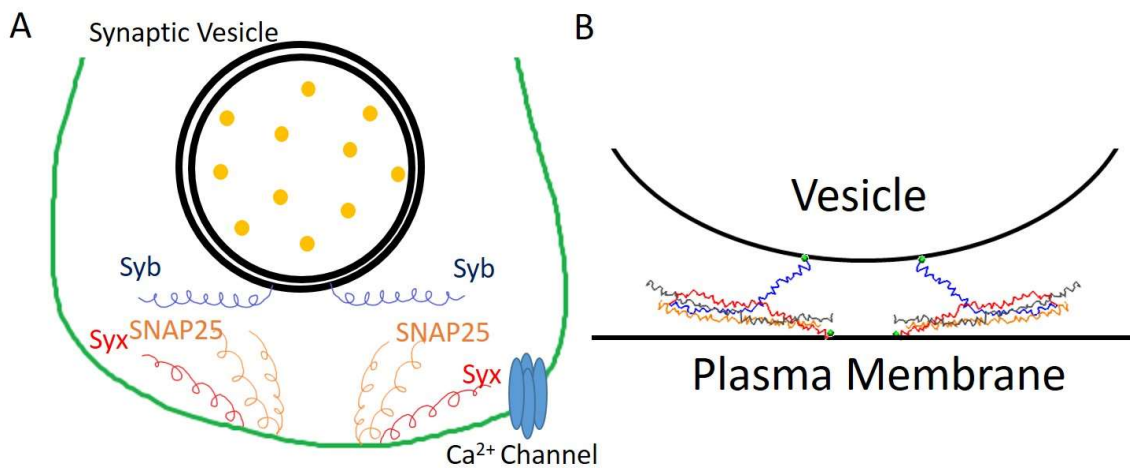 A
Synaptic Vesicle
Syb
Syb
SNAP25
SNAP25
Syx
Syx
Ca²⁺ Channel
B
Vesicle
Plasma Membrane